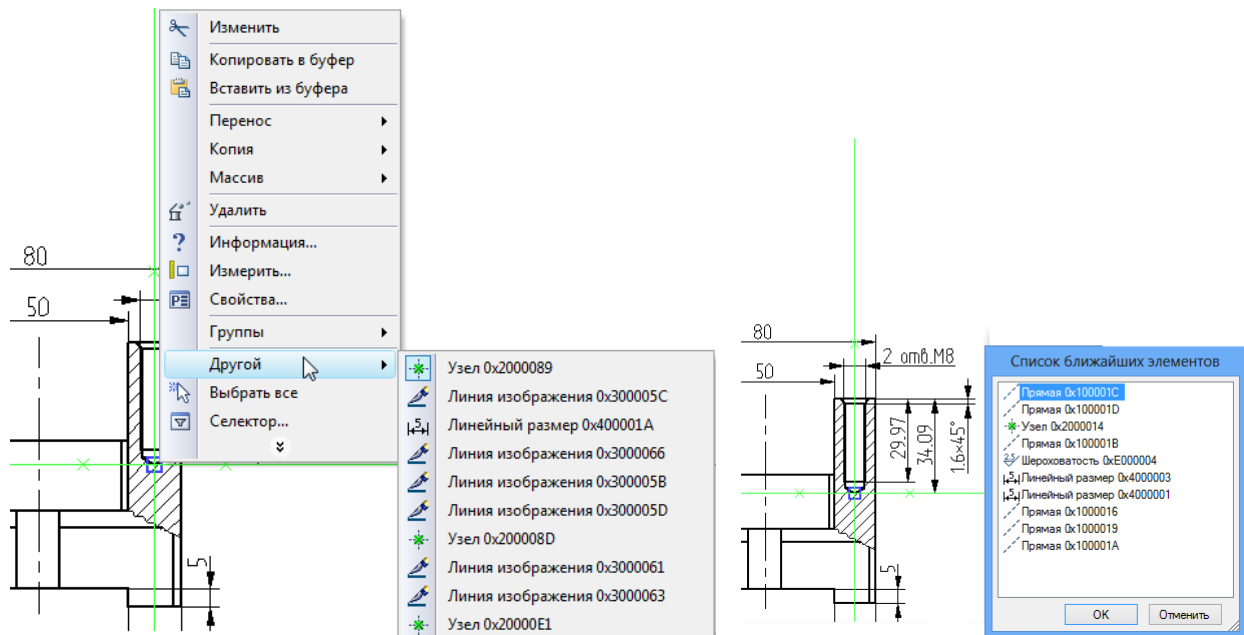 Изменить
Копировать в буфер
Вставить из буфера
Перенос
Копия
Массив
Удалить
Информация...
Измерить...
Свойства...
Группы
Другой
Выбрать все
Селектор...
Узел 0x2000089
Линия изображения 0x300005C
Линейный размер 0x400001A
Линия изображения 0x3000066
Линия изображения 0x300005B
Линия изображения 0x300005D
Узел 0x200008D
Линия изображения 0x3000061
Линия изображения 0x3000063
Узел 0x20000E1
80
50
5
80
50
2 отв.М8
29.97
34.09
1.6×45°
5
Список ближайших элементов
Прямая 0x100001C
Прямая 0x100001D
Узел 0x2000014
Прямая 0x100001B
Шероховатость 0xE000004
Линейный размер 0x4000003
Линейный размер 0x4000001
Прямая 0x1000016
Прямая 0x1000019
Прямая 0x100001A
OK
Отменить